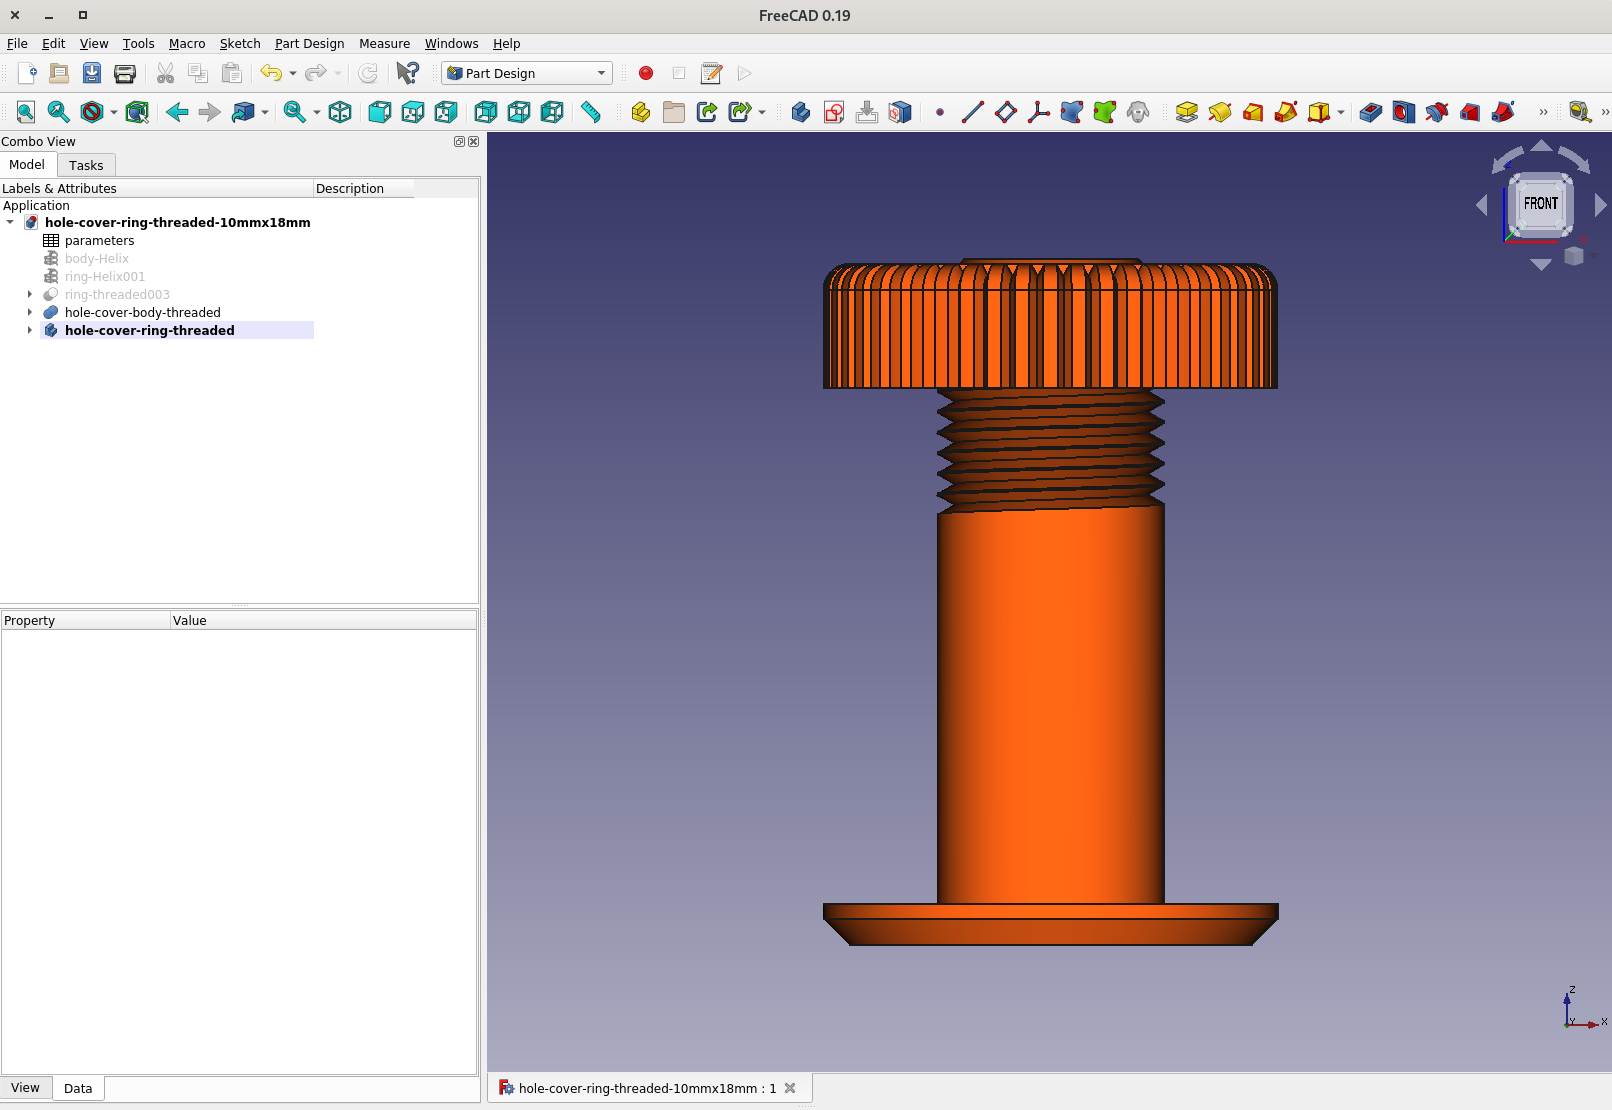 FreeCAD 0.19
File Edit View Tools Macro Sketch Part Design Measure Windows Help
Part Design
Combo View
Model Tasks
Labels & Attributes Description
Application
hole-cover-ring-threaded-10mmx18mm
parameters
body-Helix
ring-Helix001
ring-threaded003
hole-cover-body-threaded
hole-cover-ring-threaded
Property Value
View Data
FRONT
Z
Y X
hole-cover-ring-threaded-10mmx18mm : 1